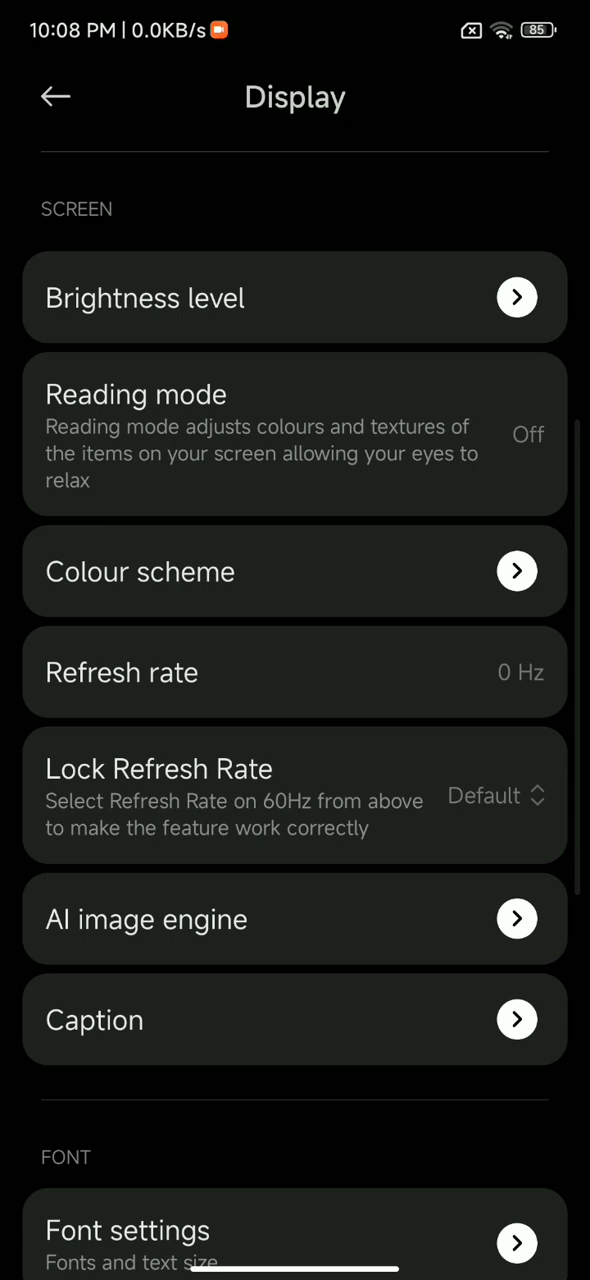 10:08 PM | 0.0KB/s
85
Display
SCREEN
Brightness level
Reading mode
Reading mode adjusts colours and textures of
the items on your screen allowing your eyes to
relax
Off
Colour scheme
Refresh rate
0 Hz
Lock Refresh Rate
Select Refresh Rate on 60Hz from above
to make the feature work correctly
Default
AI image engine
Caption
FONT
Font settings
Fonts and text size